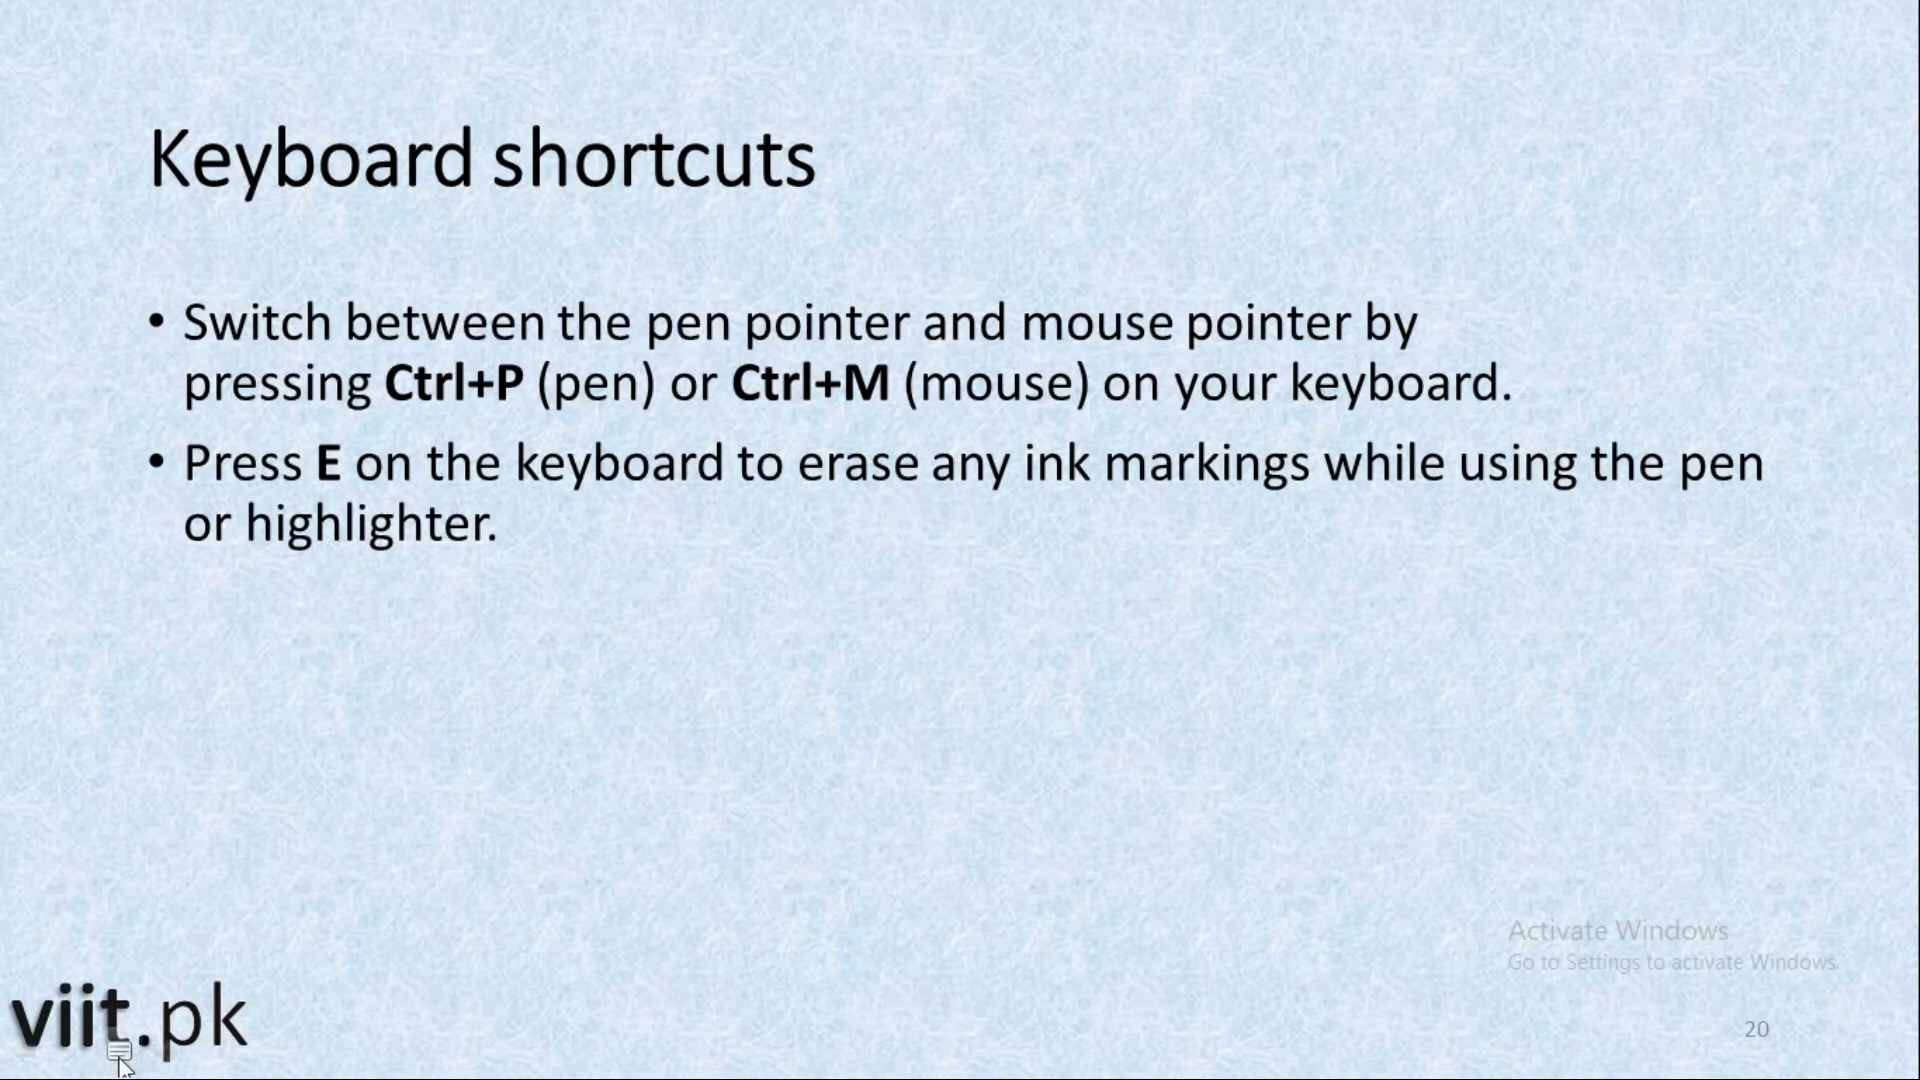 Keyboard shortcuts
• Switch between the pen pointer and mouse pointer by
pressing Ctrl+P (pen) or Ctrl+M (mouse) on your keyboard.
• Press E on the keyboard to erase any ink markings while using the pen
or highlighter.
Activate Windows
Go to Settings to activate Windows.
viit.pk
20